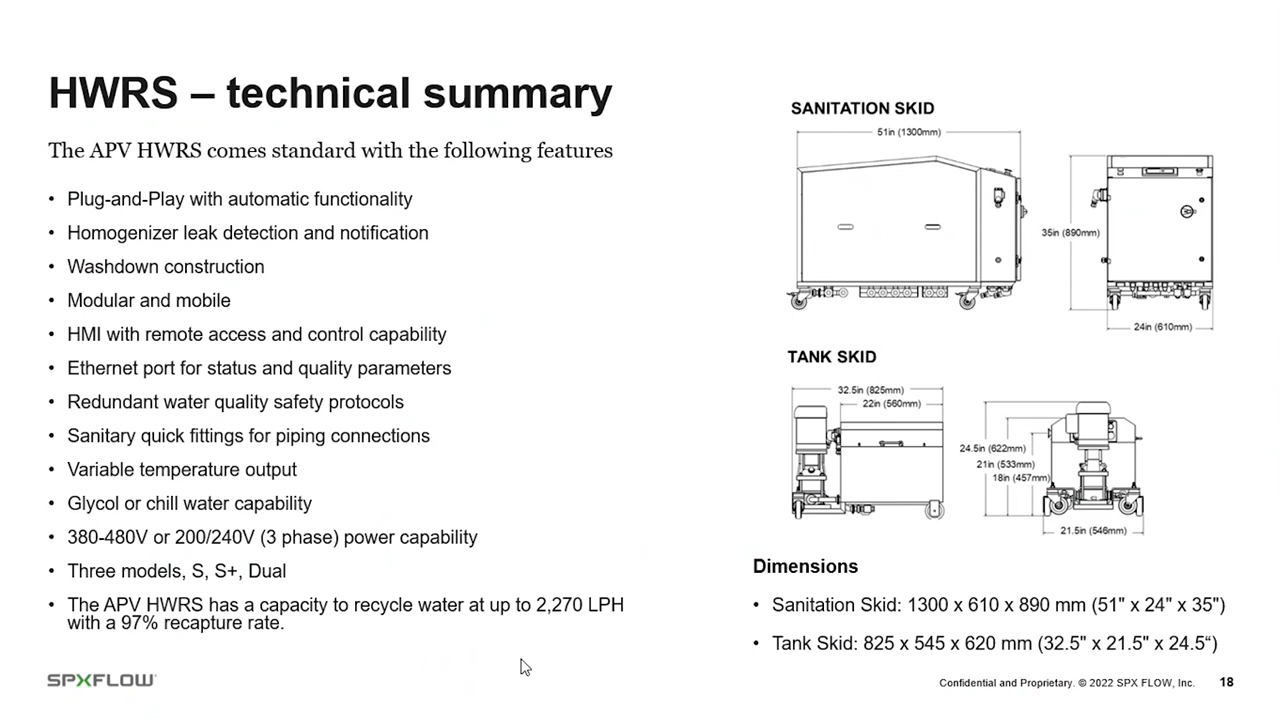 HWRS – technical summary
The APV HWRS comes standard with the following features
• Plug-and-Play with automatic functionality
• Homogenizer leak detection and notification
• Washdown construction
• Modular and mobile
• HMI with remote access and control capability
• Ethernet port for status and quality parameters
• Redundant water quality safety protocols
• Sanitary quick fittings for piping connections
• Variable temperature output
• Glycol or chill water capability
• 380-480V or 200/240V (3 phase) power capability
• Three models, S, S+, Dual
• The APV HWRS has a capacity to recycle water at up to 2,270 LPH
with a 97% recapture rate.
SANITATION SKID
51in (1300mm)
35in (890mm)
24in (610mm)
TANK SKID
32.5in (825mm)
22in (560mm)
24.5in (622mm)
21in (533mm)
18in (457mm)
21.5in (546mm)
Dimensions
• Sanitation Skid: 1300 x 610 x 890 mm (51" x 24" x 35")
• Tank Skid: 825 x 545 x 620 mm (32.5" x 21.5" x 24.5“)
SPXFLOW
Confidential and Proprietary. © 2022 SPX FLOW, Inc. 18